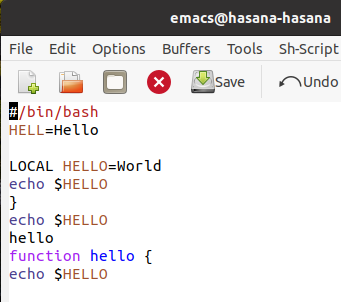 emacs@hasana-hasana
File Edit Options Buffers Tools Sh-Script
Save Undo
#/bin/bash
HELL=Hello
LOCAL HELLO=World
echo $HELLO
}
echo $HELLO
hello
function hello {
echo $HELLO